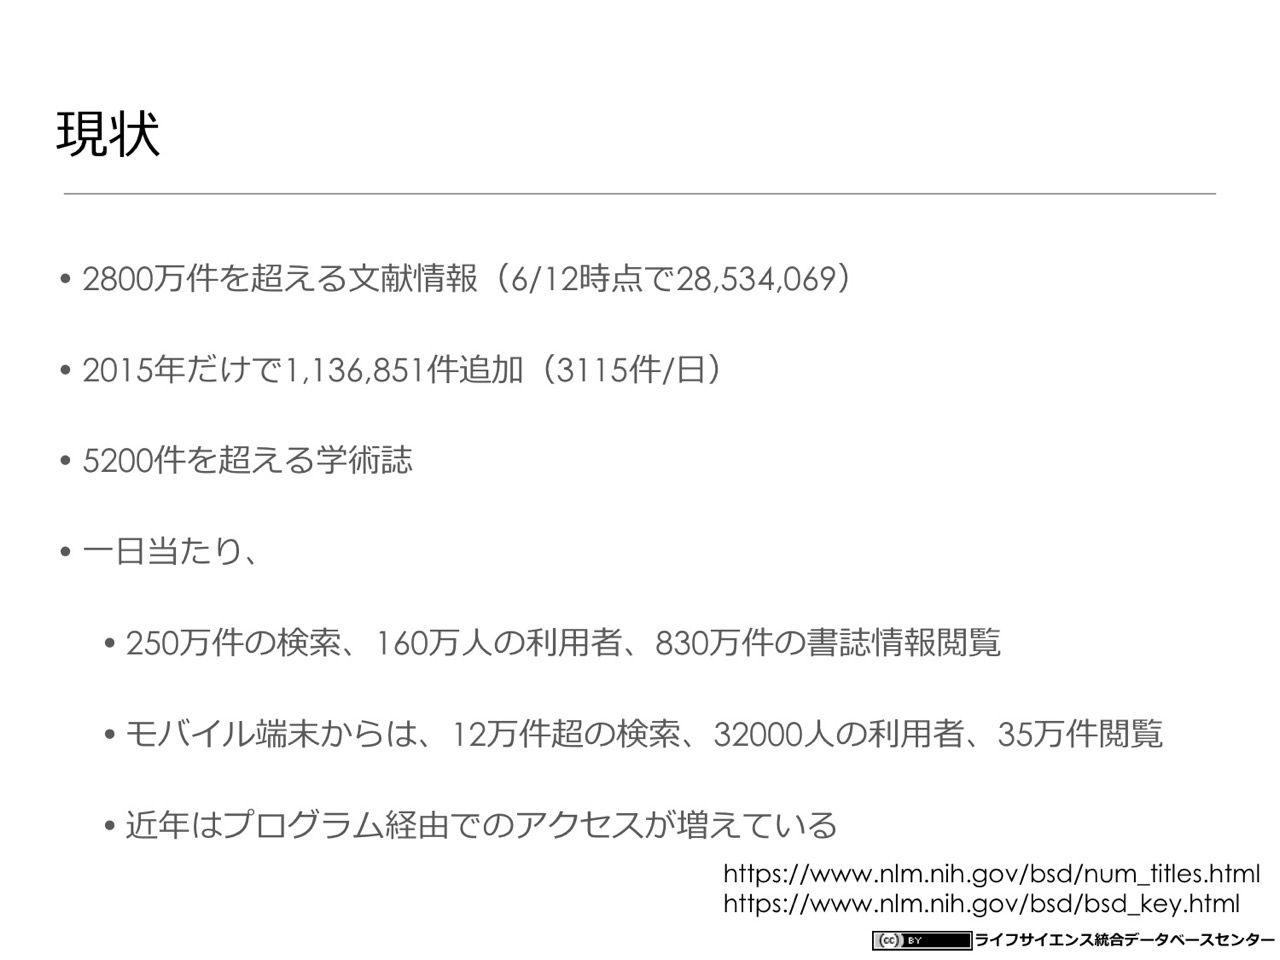 現状
• 2800万件を超える文献情報（6/12時点で28,534,069）
• 2015年だけで1,136,851件追加（3115件/日）
• 5200件を超える学術誌
• 一日当たり、
• 250万件の検索、160万人の利用者、830万件の書誌情報閲覧
• モバイル端末からは、12万件超の検索、32000人の利用者、35万件閲覧
• 近年はプログラム経由でのアクセスが増えている
https://www.nlm.nih.gov/bsd/num_titles.html
https://www.nlm.nih.gov/bsd/bsd_key.html
(cc) BY ライフサイエンス統合データベースセンター